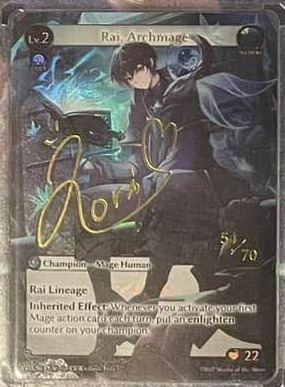 Lv.2
Rai, Archmage
54/70
Champion — Mage Human
Rai Lineage
Inherited Effect: Whenever you activate your first
Mage action card each turn, put an enlighten
counter on your champion.
22